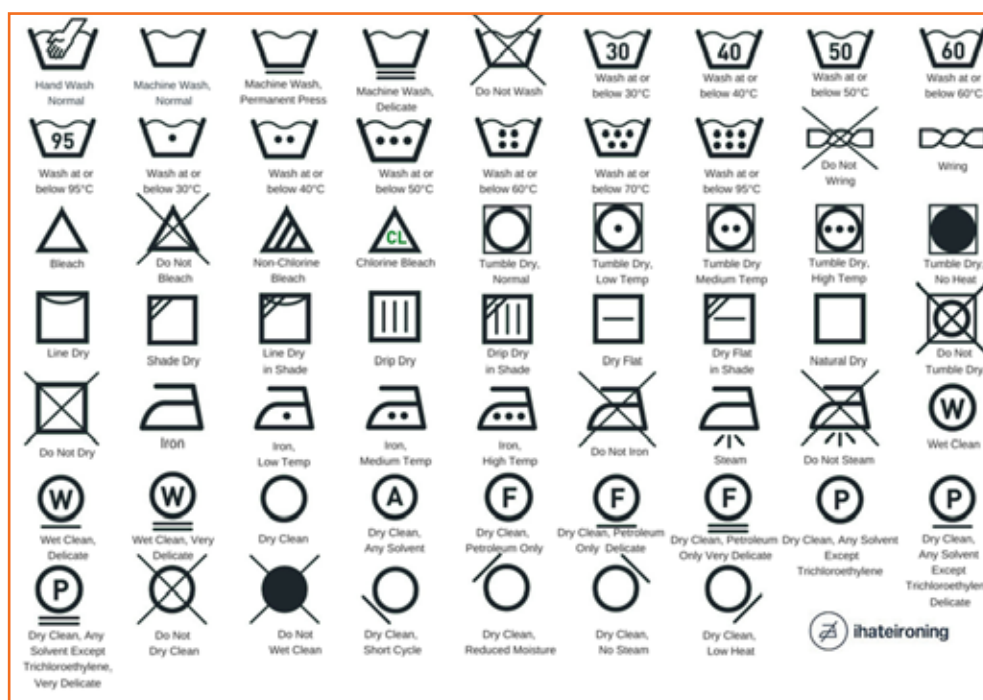 30
40
50
60
Hand Wash
Normal
Machine Wash,
Normal
Machine Wash,
Permanent Press
Machine Wash,
Delicate
Do Not Wash
Wash at or
below 30°C
Wash at or
below 40°C
Wash at or
below 50°C
Wash at or
below 60°C
95
Wash at or
below 95°C
Wash at or
below 30°C
Wash at or
below 40°C
Wash at or
below 50°C
Wash at or
below 60°C
Wash at or
below 70°C
Wash at or
below 95°C
Do Not
Wring
Wring
CL
Bleach
Do Not
Bleach
Non-Chlorine
Bleach
Chlorine Bleach
Tumble Dry,
Normal
Tumble Dry,
Low Temp
Tumble Dry
Medium Temp
Tumble Dry,
High Temp
Tumble Dry,
No Heat
Line Dry
Shade Dry
Line Dry
in Shade
Drip Dry
Drip Dry
in Shade
Dry Flat
Dry Flat
in Shade
Natural Dry
Do Not
Tumble Dry
Do Not Dry
Iron
Iron,
Low Temp
Iron,
Medium Temp
Iron,
High Temp
Do Not Iron
Steam
Do Not Steam
W
Wet Clean
W
Wet Clean,
Delicate
W
Wet Clean, Very
Delicate
Dry Clean
A
Dry Clean,
Any Solvent
F
Dry Clean,
Petroleum Only
F
Dry Clean, Petroleum
Only Delicate
F
Dry Clean, Petroleum
Only Very Delicate
P
Dry Clean, Any Solvent
Except
Trichloroethylene
P
Dry Clean,
Any Solvent
Except
Trichloroethylene
Delicate
P
Dry Clean, Any
Solvent Except
Trichloroethylene,
Very Delicate
Do Not
Dry Clean
Do Not
Wet Clean
Dry Clean,
Short Cycle
Dry Clean,
Reduced Moisture
Dry Clean,
No Steam
Dry Clean,
Low Heat
ihateironing